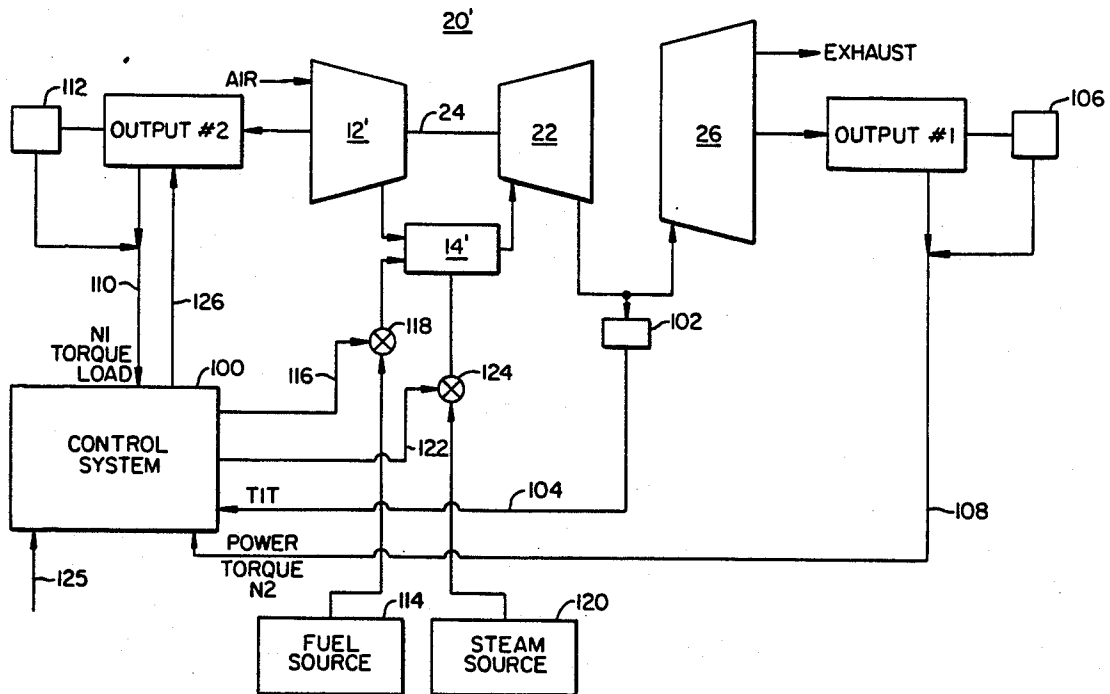 20'
AIR
EXHAUST
112
OUTPUT #2
12'
24
22
26
OUTPUT #1
106
14'
110
126
102
118
N1
TORQUE
LOAD
100
116
124
CONTROL
SYSTEM
122
TIT
104
108
POWER
TORQUE
N2
125
114
120
FUEL
SOURCE
STEAM
SOURCE